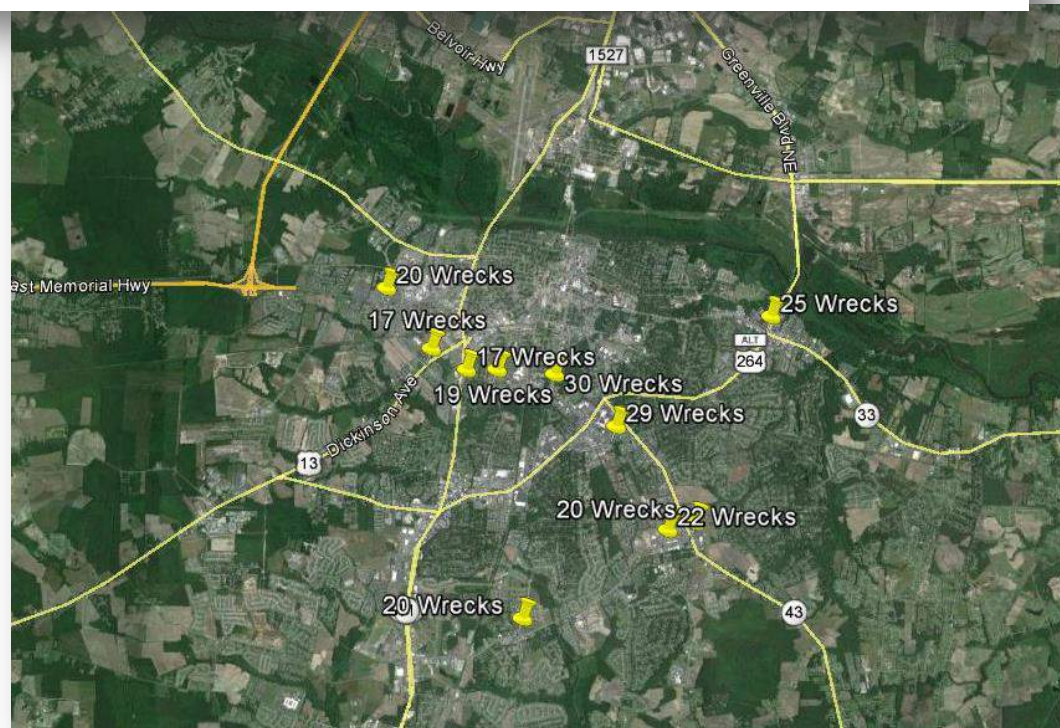 Belvoir Hwy
1527
Greenville Blvd NE
20 Wrecks
ast Memorial Hwy
25 Wrecks
17 Wrecks
ALT
264
17 Wrecks
30 Wrecks
19 Wrecks
29 Wrecks
33
Dickinson Ave
13
20 Wrecks
22 Wrecks
20 Wrecks
43